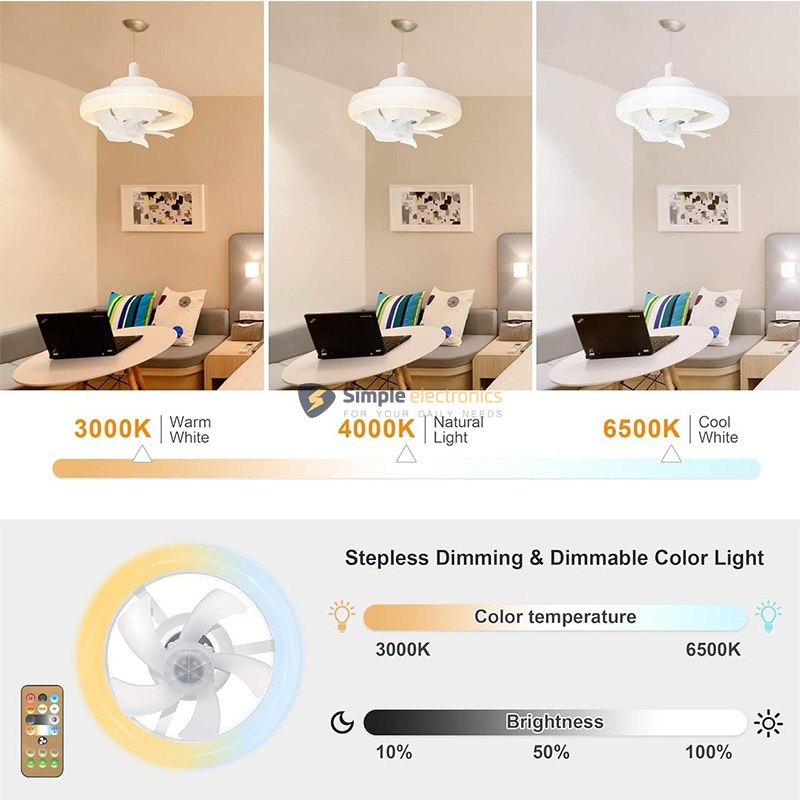 Simple electronics
FOR YOUR DAILY NEEDS
3000K
Warm
White
4000K
Natural
Light
6500K
Cool
White
Stepless Dimming & Dimmable Color Light
Color temperature
3000K
6500K
Brightness
10%
50%
100%